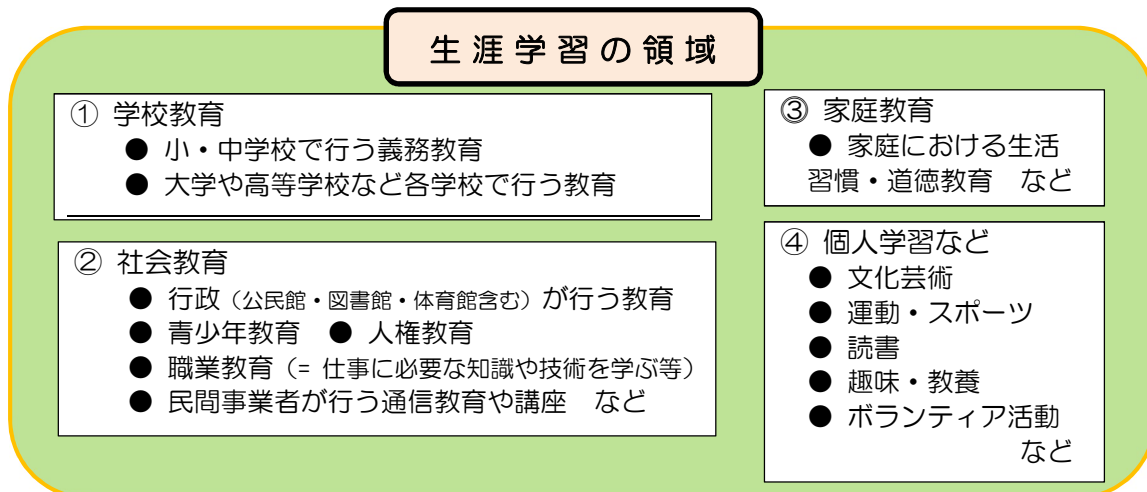 生涯学習の領域
① 学校教育
● 小・中学校で行う義務教育
● 大学や高等学校など各学校で行う教育
② 社会教育
● 行政（公民館・図書館・体育館含む）が行う教育
● 青少年教育　● 人権教育
● 職業教育（= 仕事に必要な知識や技術を学ぶ等）
● 民間事業者が行う通信教育や講座　など
③ 家庭教育
● 家庭における生活
習慣・道徳教育　など
④ 個人学習など
● 文化芸術
● 運動・スポーツ
● 読書
● 趣味・教養
● ボランティア活動
など